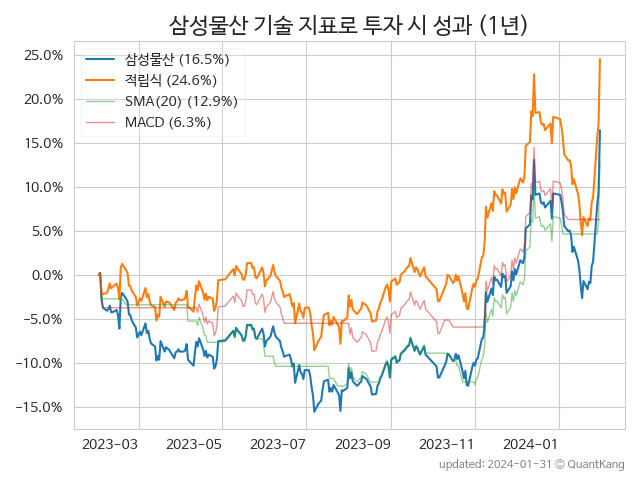 삼성물산 기술 지표로 투자 시 성과 (1년)
25.0%
20.0%
15.0%
10.0%
5.0%
0.0%
−5.0%
−10.0%
−15.0%
삼성물산 (16.5%)
적립식 (24.6%)
SMA(20) (12.9%)
MACD (6.3%)
2023-03 2023-05 2023-07 2023-09 2023-11 2024-01
updated: 2024-01-31 © QuantKang